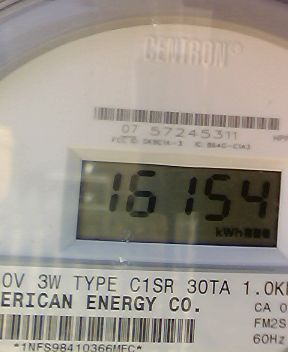 CENTRON®
07 57245311
16154
kWh
0V 3W TYPE C1SR 30TA 1.0K
ERICAN ENERGY CO.
CA 0
FM2S
60Hz
*1NFS98410366MEC*